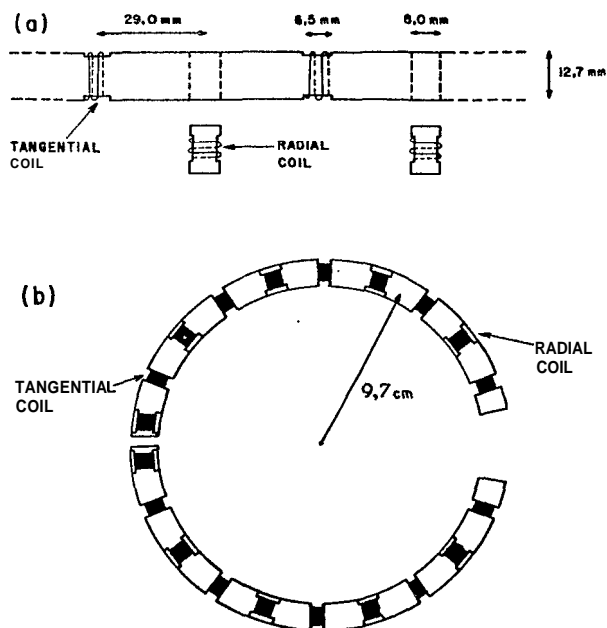 (a)
29,0 mm
6,5 mm
8,0 mm
12,7 mm
TANGENTIAL
COIL
RADIAL
COIL
(b)
TANGENTIAL
COIL
RADIAL
COIL
9,7 cm